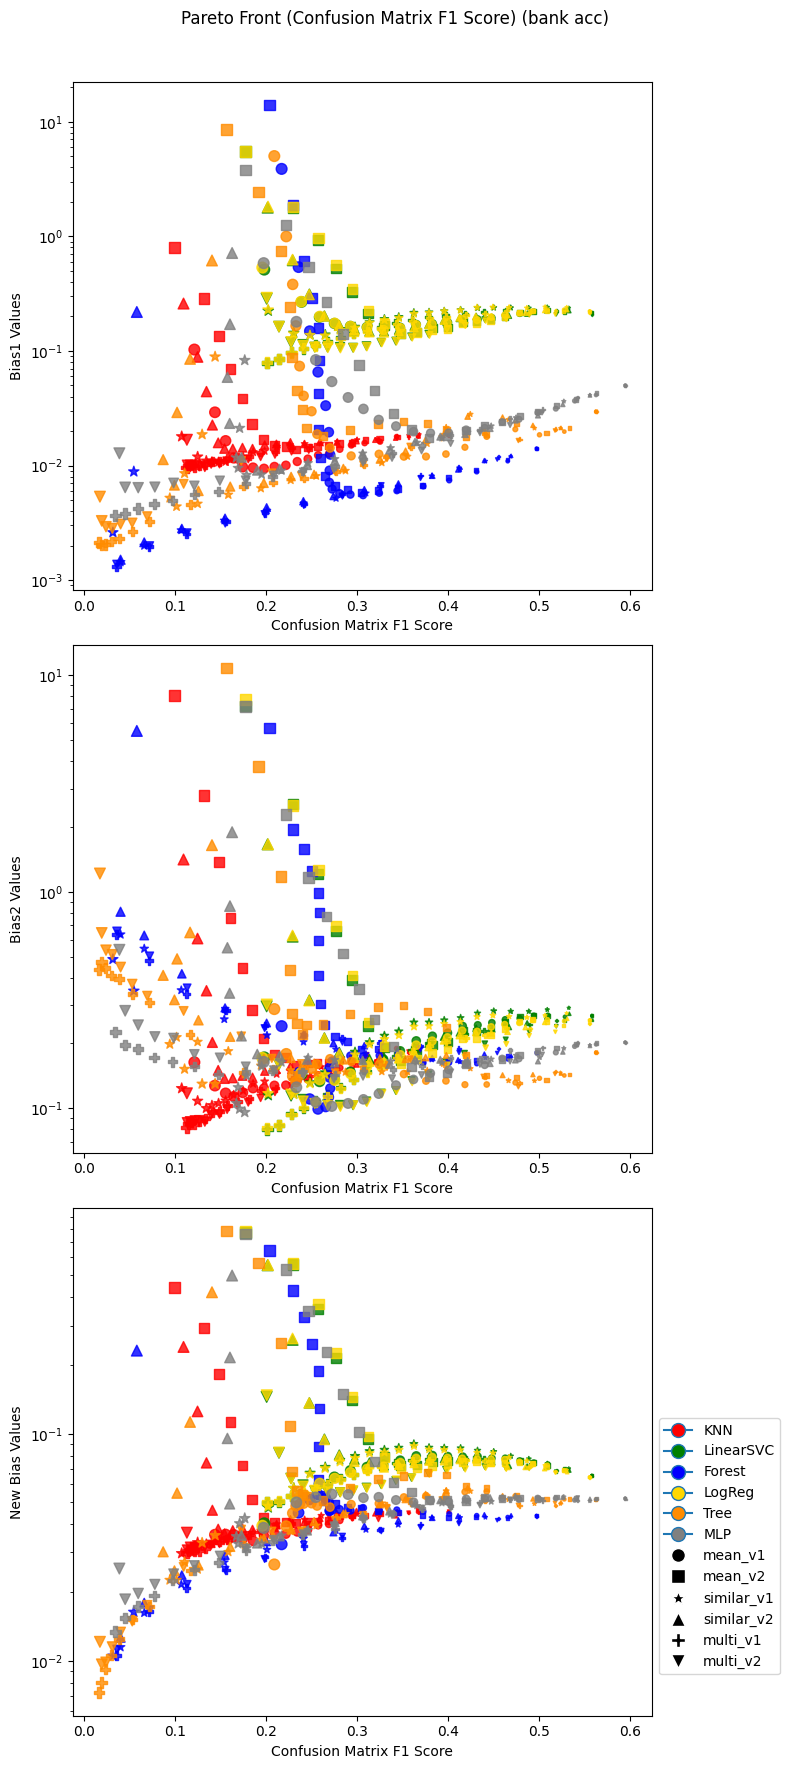 Pareto Front (Confusion Matrix F1 Score) (bank acc)
10¹
10⁰
10⁻¹
10⁻²
10⁻³
Bias1 Values
0.0 0.1 0.2 0.3 0.4 0.5 0.6
Confusion Matrix F1 Score
10¹
10⁰
10⁻¹
Bias2 Values
0.0 0.1 0.2 0.3 0.4 0.5 0.6
Confusion Matrix F1 Score
10⁻¹
10⁻²
New Bias Values
0.0 0.1 0.2 0.3 0.4 0.5 0.6
Confusion Matrix F1 Score
KNN
LinearSVC
Forest
LogReg
Tree
MLP
mean_v1
mean_v2
similar_v1
similar_v2
multi_v1
multi_v2